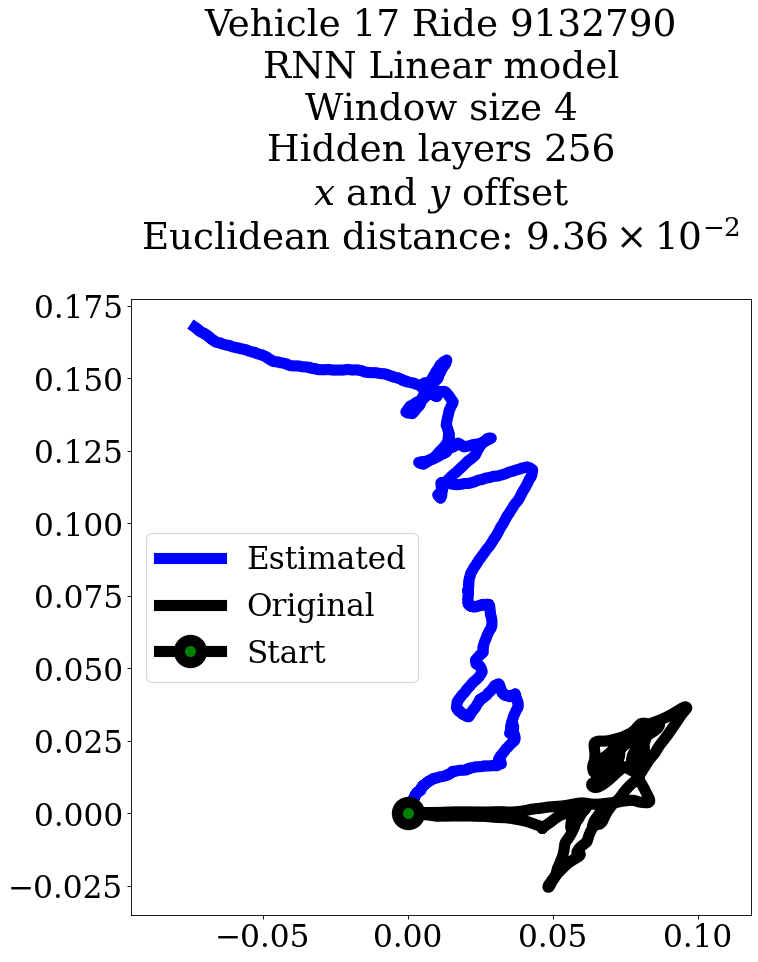 Vehicle 17 Ride 9132790
RNN Linear model
Window size 4
Hidden layers 256
x and y offset
Euclidean distance: 9.36 × 10⁻²
0.175
0.150
0.125
0.100
0.075
0.050
0.025
0.000
−0.025
Estimated
Original
Start
−0.05 0.00 0.05 0.10